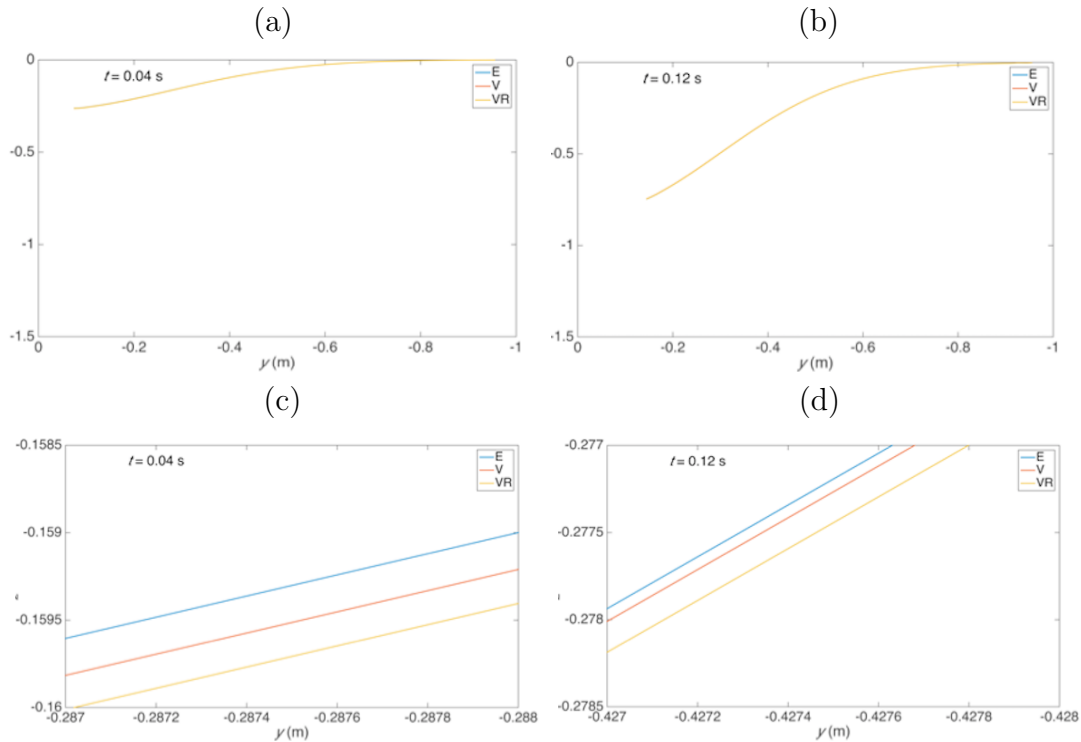 (a)
0
t = 0.04 s
E
V
VR
-0.5
-1
-1.5
0
-0.2
-0.4
-0.6
-0.8
-1
y (m)
(b)
0
t = 0.12 s
E
V
VR
-0.5
-1
-1.5
0
-0.2
-0.4
-0.6
-0.8
-1
y (m)
(c)
-0.1585
t = 0.04 s
E
V
VR
-0.159
-0.1595
-0.16
-0.287
-0.2872
-0.2874
-0.2876
-0.2878
-0.288
y (m)
(d)
-0.277
t = 0.12 s
E
V
VR
-0.2775
-0.278
-0.2785
-0.427
-0.4272
-0.4274
-0.4276
-0.4278
-0.428
y (m)